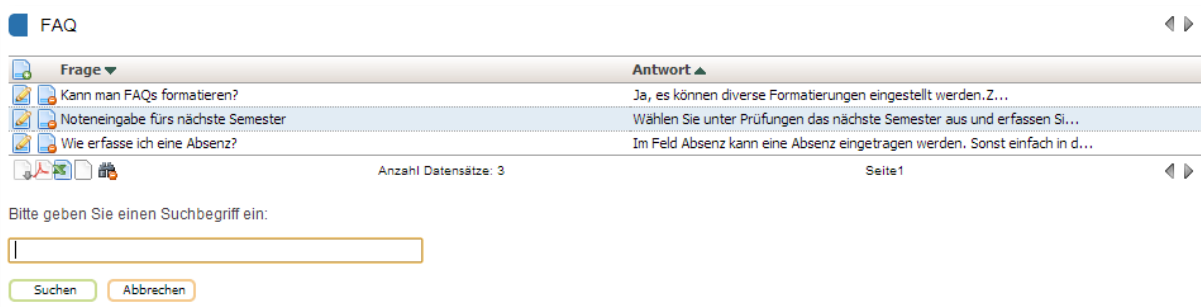 FAQ
Frage Antwort
Kann man FAQs formatieren? Ja, es können diverse Formatierungen eingestellt werden.Z...
Noteneingabe fürs nächste Semester Wählen Sie unter Prüfungen das nächste Semester aus und erfassen Si...
Wie erfasse ich eine Absenz? Im Feld Absenz kann eine Absenz eingetragen werden. Sonst einfach in d...
Anzahl Datensätze: 3 Seite1
Bitte geben Sie einen Suchbegriff ein:
Suchen Abbrechen